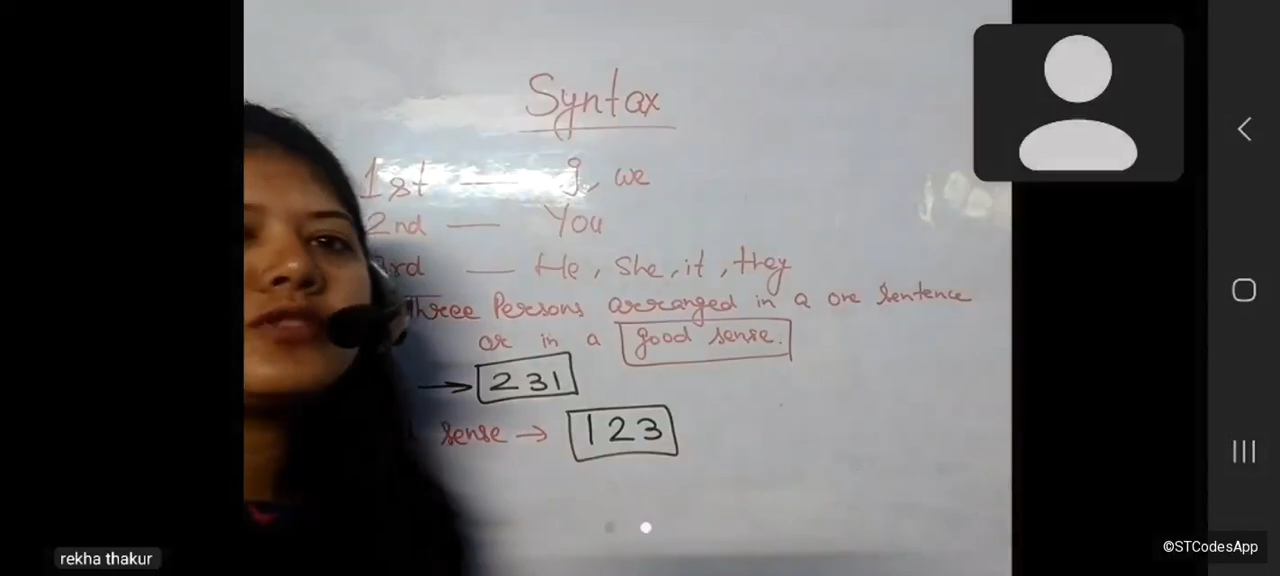 Syntax
1st — I, we
2nd — You
3rd — He, She, it, they
Three Persons arranged in a one sentence
or in a good sense.
→ 231
sense → 123
rekha thakur
©STCodesApp